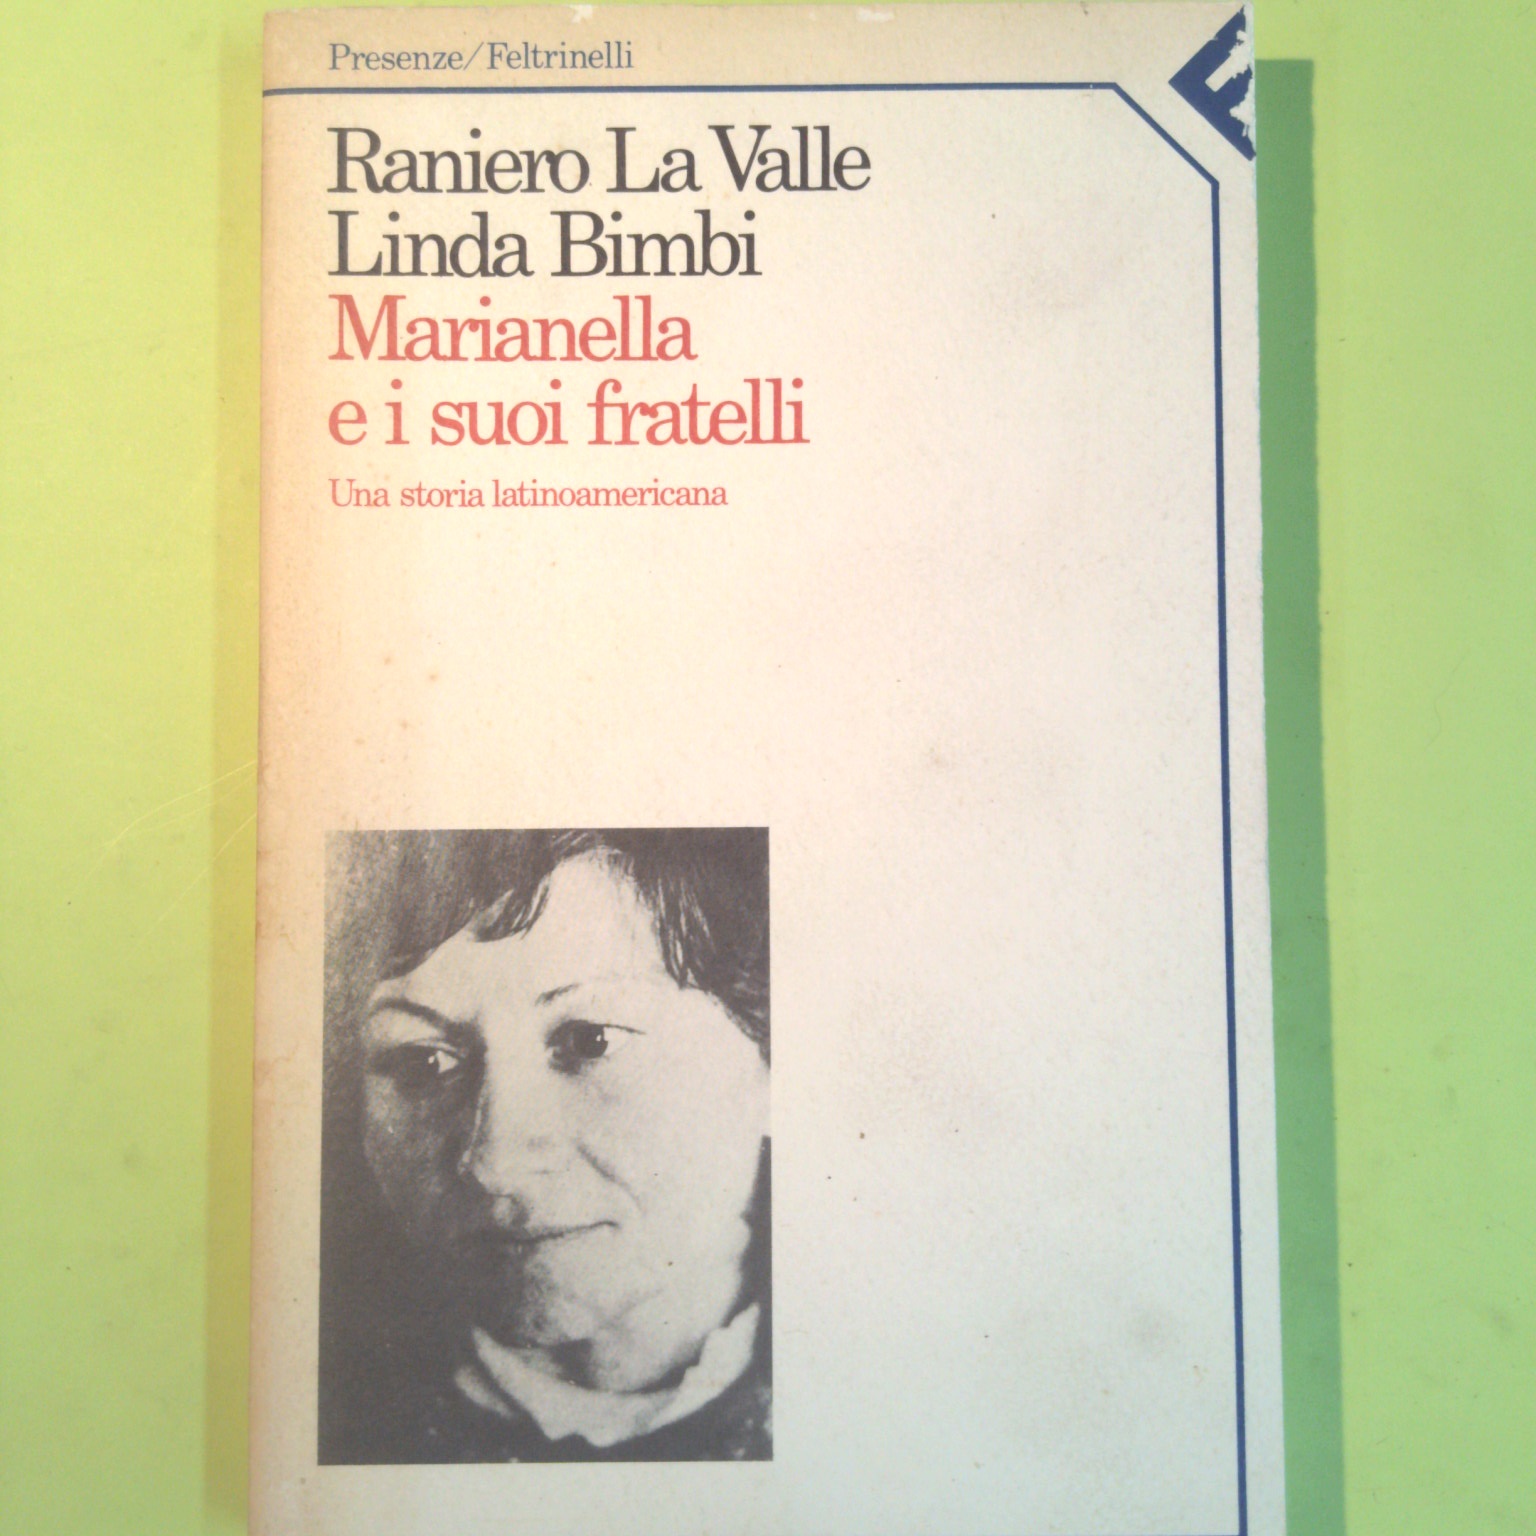 Presenze/Feltrinelli
Raniero La Valle
Linda Bimbi
Marianella
e i suoi fratelli
Una storia latinoamericana